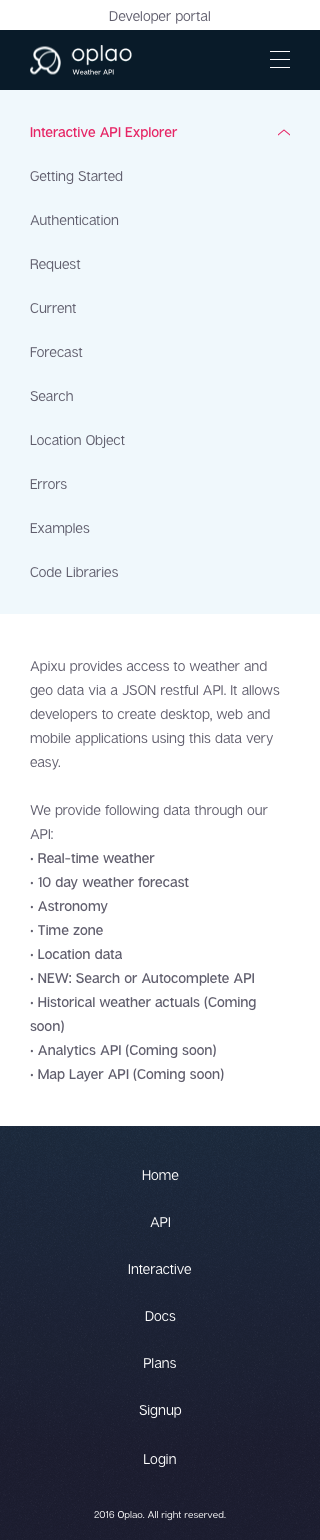 Developer portal
oplao
Weather API
Interactive API Explorer
Getting Started
Authentication
Request
Current
Forecast
Search
Location Object
Errors
Examples
Code Libraries
Apixu provides access to weather and
geo data via a JSON restful API. It allows
developers to create desktop, web and
mobile applications using this data very
easy.
We provide following data through our
API:
• Real-time weather
• 10 day weather forecast
• Astronomy
• Time zone
• Location data
• NEW: Search or Autocomplete API
• Historical weather actuals (Coming
soon)
• Analytics API (Coming soon)
• Map Layer API (Coming soon)
Home
API
Interactive
Docs
Plans
Signup
Login
2016 Oplao. All right reserved.